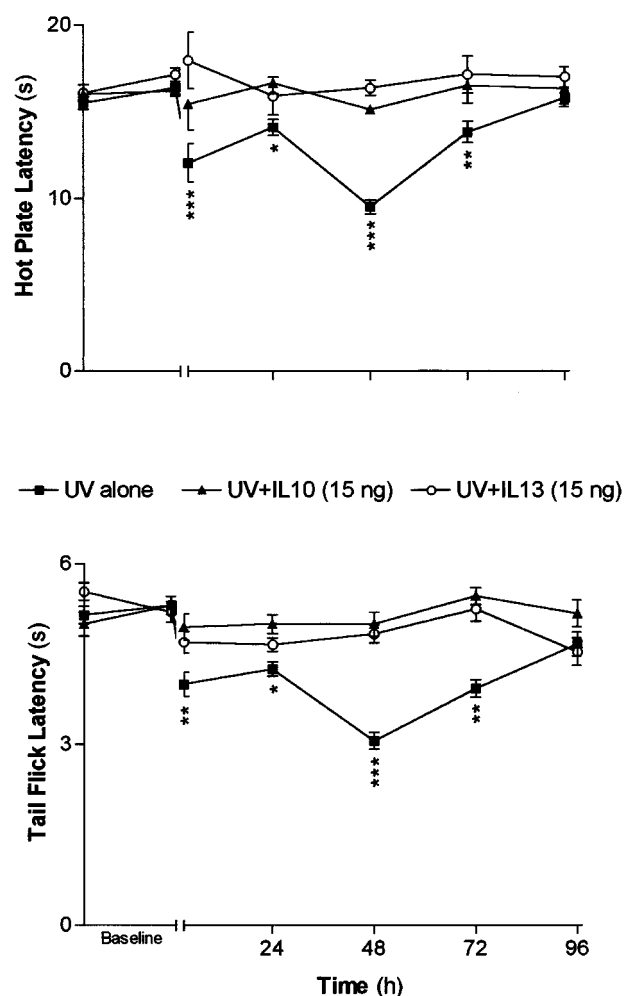 20
10
0
Hot Plate Latency (s)
***
*
***
**
UV alone UV+IL10 (15 ng) UV+IL13 (15 ng)
6
3
0
Tail Flick Latency (s)
**
*
***
**
Baseline 24 48 72 96
Time (h)